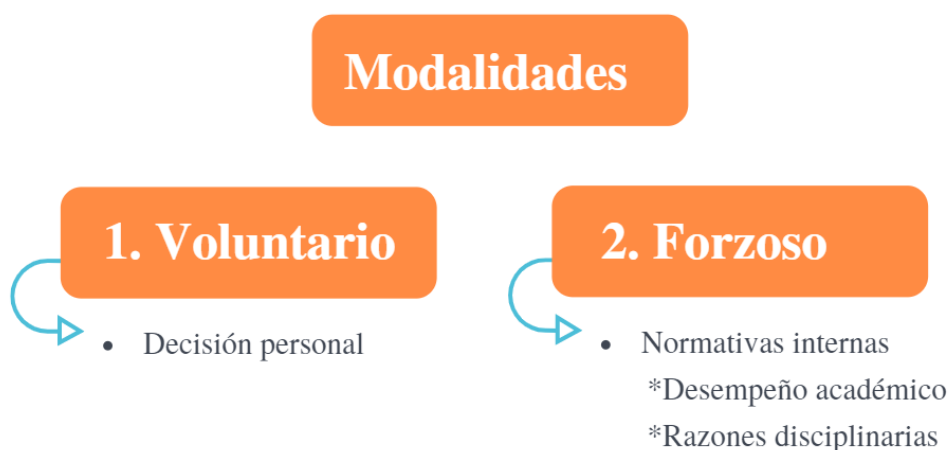 Modalidades
1. Voluntario
• Decisión personal
2. Forzoso
• Normativas internas
*Desempeño académico
*Razones disciplinarias